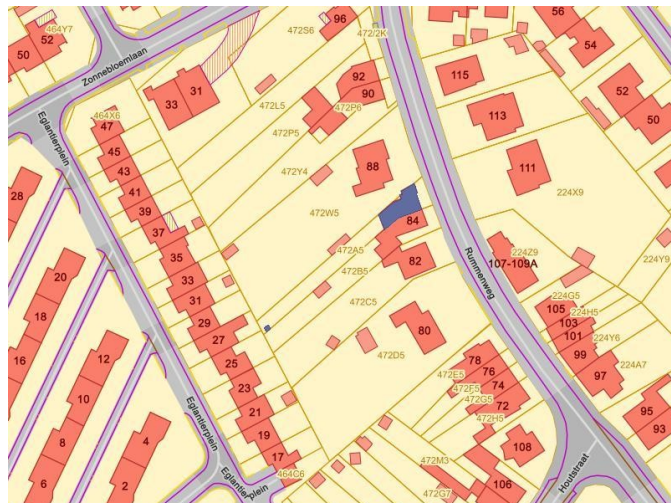 464Y7
52
50
Zonnebloemlaan
472S6
96
472/2K
56
54
115
92
90
472P6
33
31
472L5
472P5
113
52
50
464X6
47
Eglantierplein
45
43
41
39
37
35
33
31
29
27
25
23
21
19
17
464C6
472Y4
88
111
224X9
472W5
84
472A5
82
472B5
472C5
Rummenweg
107-109A
224Z9
224Y9
224G5
105
224H5
103
101
224Y6
99
224A7
97
95
93
28
20
18
16
12
10
8
6
4
2
Eglantierplein
Eglantierplein
80
472D5
78
472E5
76
472F5
74
472G5
72
472H5
108
472M3
106
472G7
Houtstraat